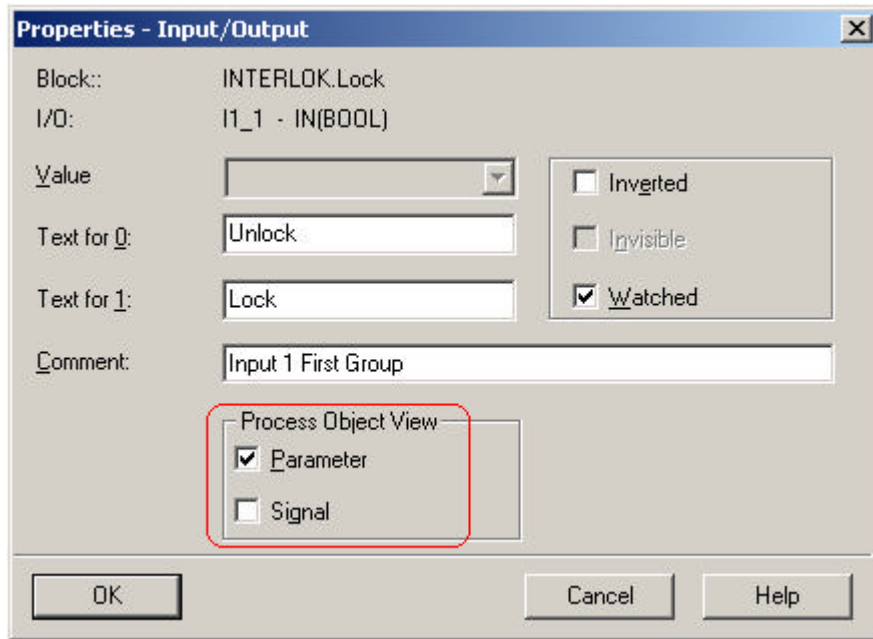 Properties - Input/Output
Block:: INTERLOK.Lock
I/O: I1_1 - IN(BOOL)
Value
Inverted
Text for 0: Unlock
Invisible
Text for 1: Lock
Watched
Comment: Input 1 First Group
Process Object View
Parameter
Signal
OK Cancel Help